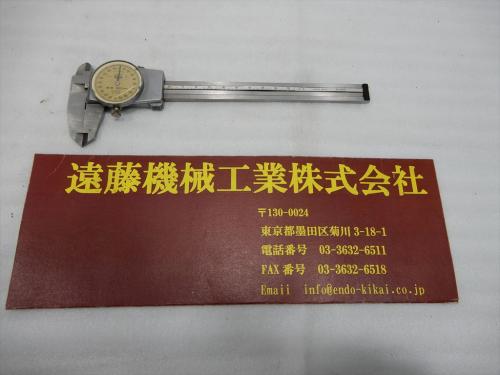 遠藤機械工業株式会社
〒130-0024
東京都墨田区菊川 3-18-1
電話番号 03-3632-6511
FAX 番号 03-3632-6518
Emaii info@endo-kikai.co.jp